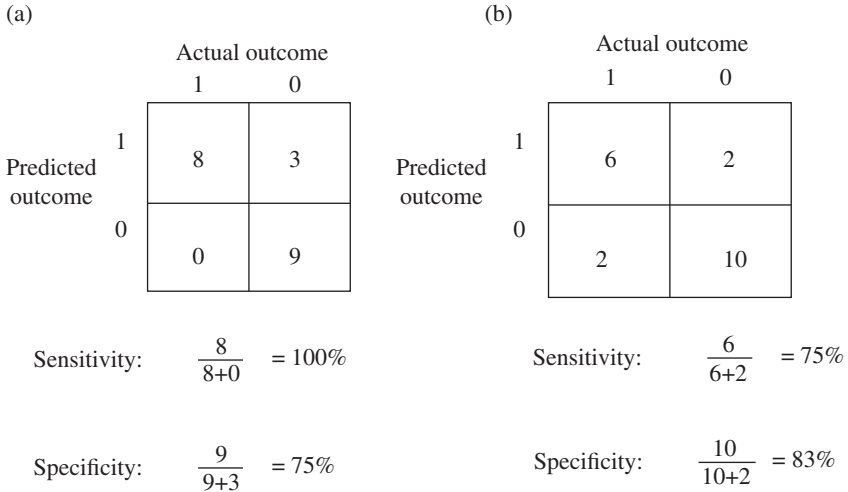 (a)
Actual outcome
1 0
1
Predicted outcome
8 3
0
0 9
Sensitivity: 8/8+0 = 100%
Specificity: 9/9+3 = 75%
(b)
Actual outcome
1 0
1
Predicted outcome
6 2
0
2 10
Sensitivity: 6/6+2 = 75%
Specificity: 10/10+2 = 83%